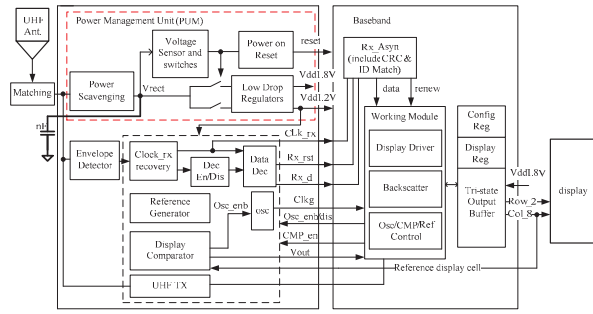 UHF
Ant.
Matching
nF
Power Management Unit (PUM)
Voltage
Sensor and
switches
Power on
Reset
reset
Power
Scavenging
Vrect
Low Drop
Regulators
Vdd1.8V
Vdd1.2V
Envelope
Detector
Clock_rx
recovery
Dec
En/Dis
Data
Dec
CLk_rx
Rx_rst
Rx_d
Reference
Generator
Osc_enb
osc
Clkg
Osc_enb/dis
CMP_en
Display
Comparator
Vout
UHF TX
Baseband
Rx_Asyn
(includeCRC &
ID Match)
data
renew
Working Module
Display Driver
Backscatter
Osc/CMP/Ref
Control
Config
Reg
Display
Reg
Tri-state
Output
Buffer
Vdd1.8V
Row_2
Col_8
display
Reference display cell